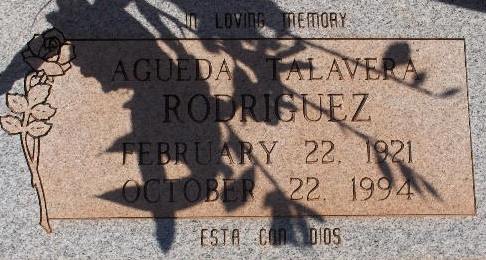 IN LOVING MEMORY
AGUEDA TALAVERA
RODRIGUEZ
FEBRUARY 22, 1921
OCTOBER 22, 1994
ESTA CON DIOS